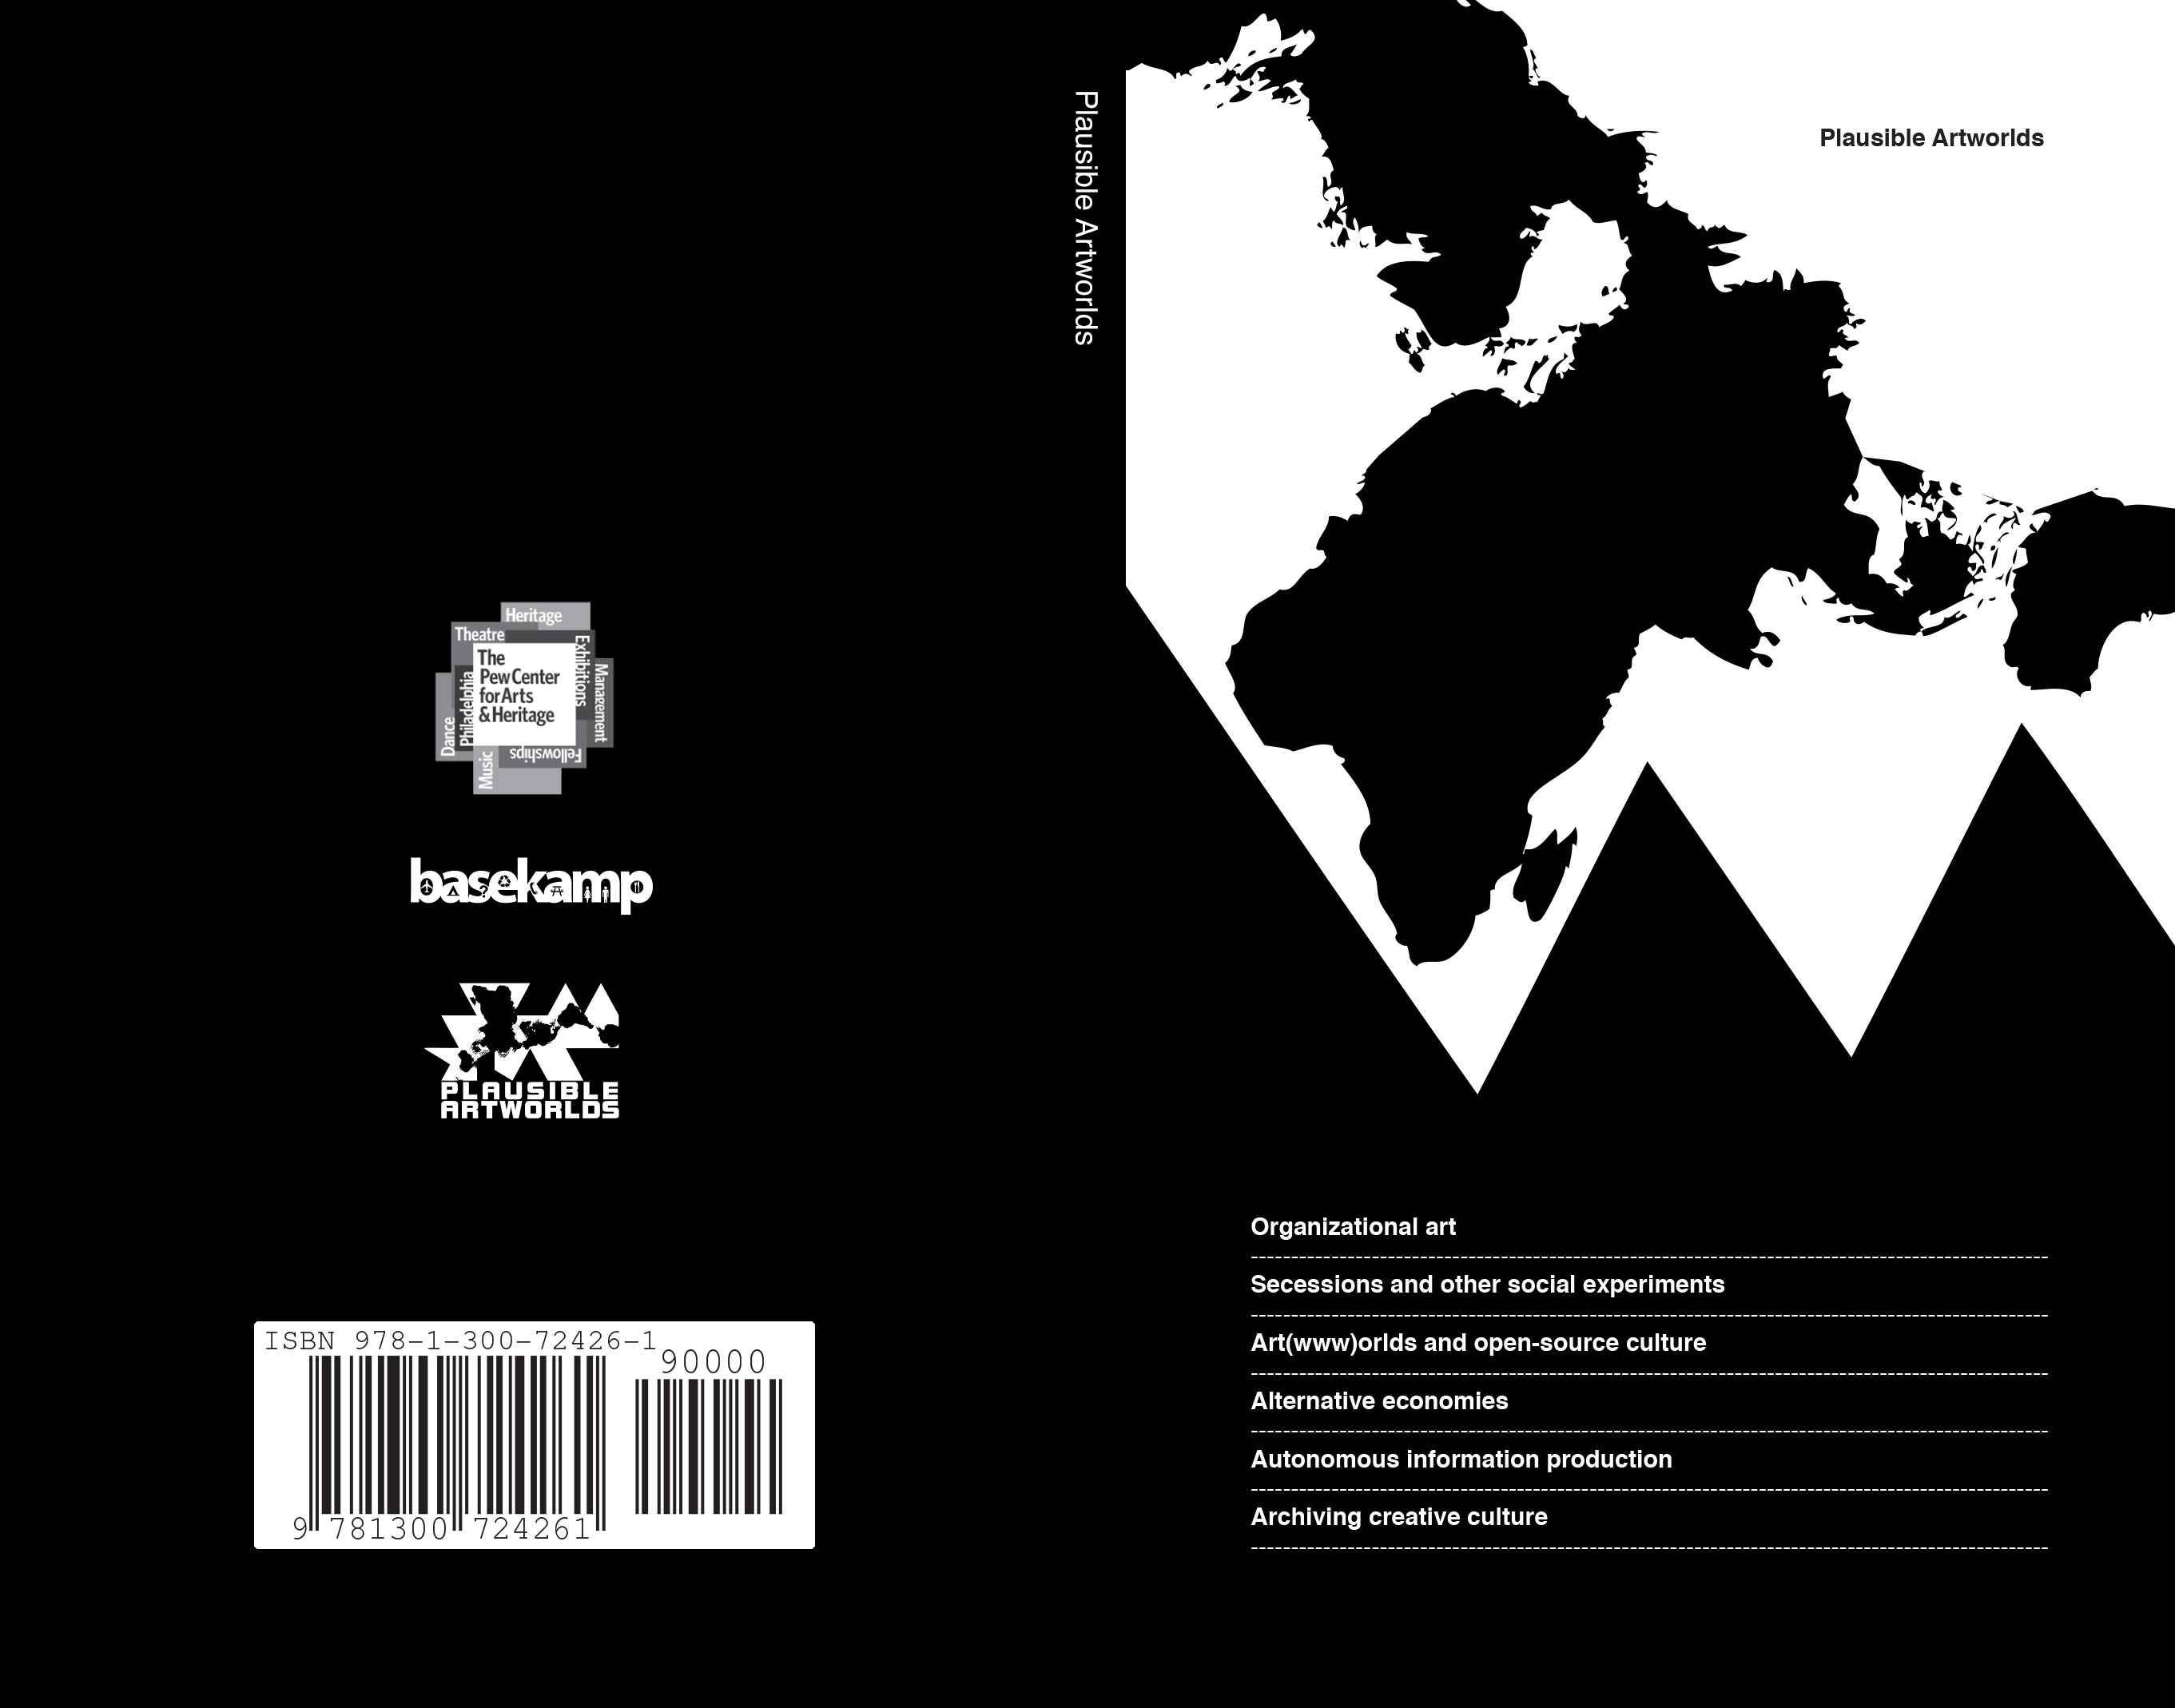 Heritage
Theatre
Exhibitions
Management
The
Pew Center
for Arts
& Heritage
Philadelphia
Dance
Fellowships
Music
basekamp
PLAUSIBLE
ARTWORLDS
ISBN 978-1-300-72426-1
90000
9 781300 724261
Plausible Artworlds
Plausible Artworlds
Organizational art
Secessions and other social experiments
Art(www)orlds and open-source culture
Alternative economies
Autonomous information production
Archiving creative culture